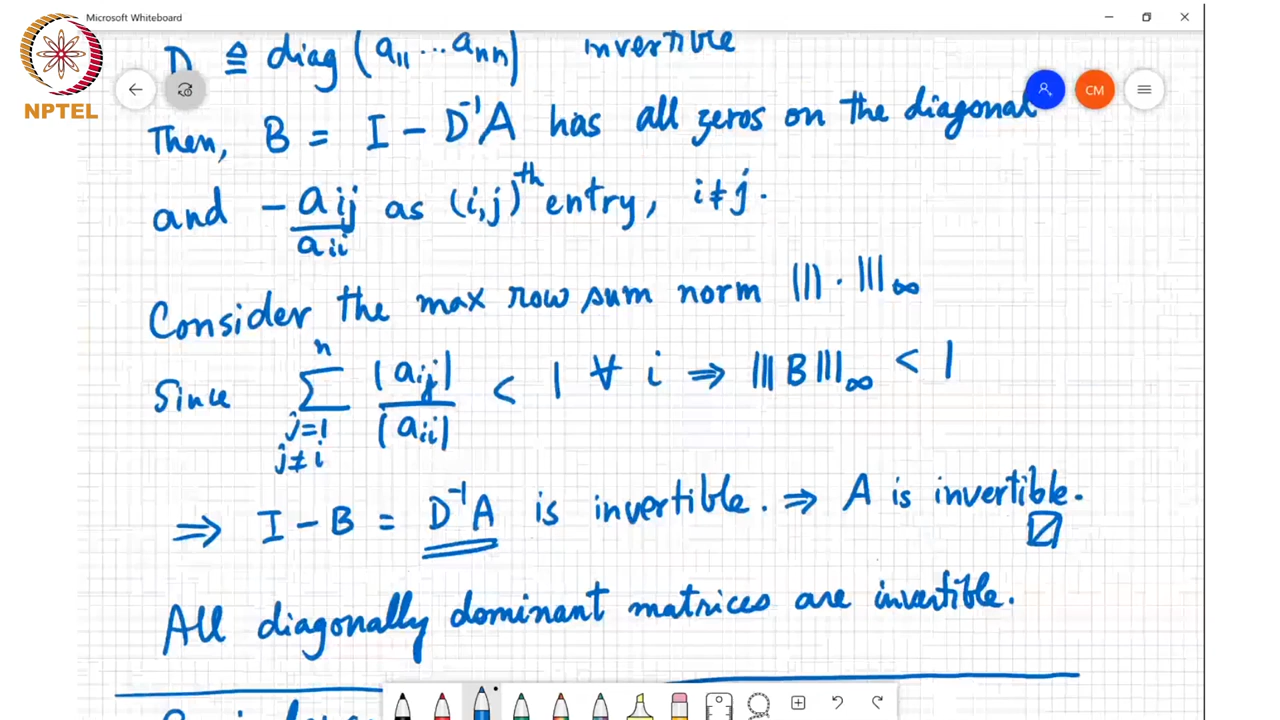 Microsoft Whiteboard
D ≜ diag (a₁₁ ... aₙₙ) invertible
NPTEL
CM
Then, B = I − D⁻¹A has all zeros on the diagonal
and −aᵢⱼ/aᵢᵢ as (i,j)ᵗʰ entry, i ≠ j.
Consider the max row sum norm |||·|||∞
Since ∑ⁿ_{j=1, j≠i} |aᵢⱼ|/|aᵢᵢ| < 1 ∀ i ⇒ |||B|||∞ < 1
⇒ I − B = D⁻¹A is invertible. ⇒ A is invertible.
All diagonally dominant matrices are invertible.